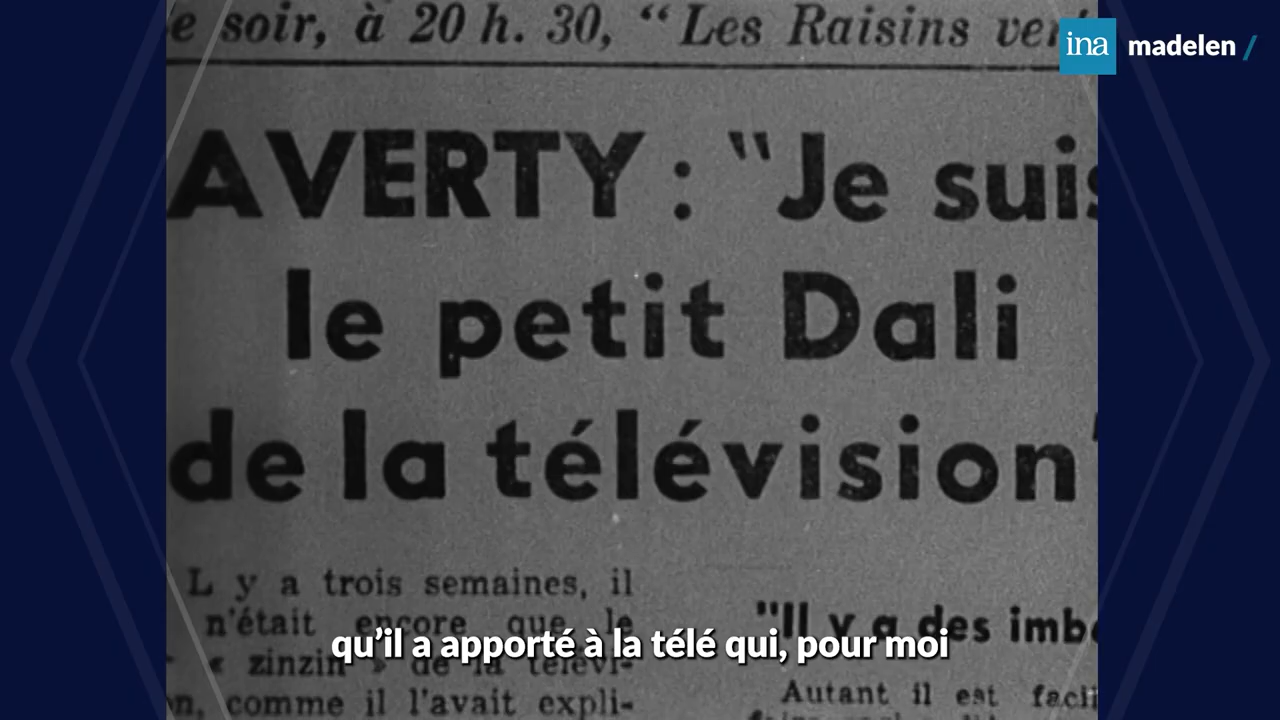 e soir, à 20 h. 30, “Les Raisins ver
ina madelen /
AVERTY : "Je suis
le petit Dali
de la télévision"
L y a trois semaines, il
n'était encore que le
« zinzin » de la télévi-
n, comme il l'avait expli-
"Il y a des imb
Autant il est facil
qu’il a apporté à la télé qui, pour moi